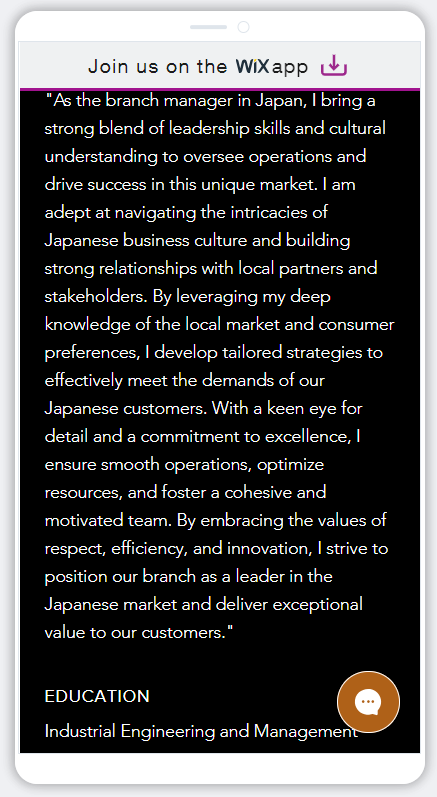 Join us on the WiX app
"As the branch manager in Japan, I bring a
strong blend of leadership skills and cultural
understanding to oversee operations and
drive success in this unique market. I am
adept at navigating the intricacies of
Japanese business culture and building
strong relationships with local partners and
stakeholders. By leveraging my deep
knowledge of the local market and consumer
preferences, I develop tailored strategies to
effectively meet the demands of our
Japanese customers. With a keen eye for
detail and a commitment to excellence, I
ensure smooth operations, optimize
resources, and foster a cohesive and
motivated team. By embracing the values of
respect, efficiency, and innovation, I strive to
position our branch as a leader in the
Japanese market and deliver exceptional
value to our customers."
EDUCATION
Industrial Engineering and Management